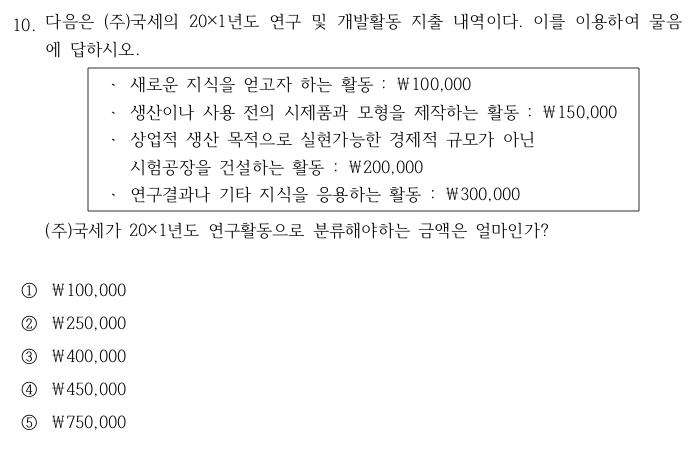 10. 다음은 (주)국세의 20×1년도 연구 및 개발활동 지출 내역이다. 이를 이용하여 물음
에 답하시오.
· 새로운 지식을 얻고자 하는 활동 : ₩100,000
· 생산이나 사용 전의 시제품과 모형을 제작하는 활동 : ₩150,000
· 상업적 생산 목적으로 실현가능한 경제적 규모가 아닌
시험공장을 건설하는 활동 : ₩200,000
· 연구결과나 기타 지식을 응용하는 활동 : ₩300,000
(주)국세가 20×1년도 연구활동으로 분류해야하는 금액은 얼마인가?
① ₩100,000
② ₩250,000
③ ₩400,000
④ ₩450,000
⑤ ₩750,000